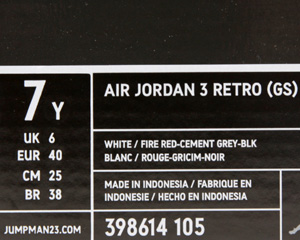 7 Y
UK 6
EUR 40
CM 25
BR 38
JUMPMAN23.COM
AIR JORDAN 3 RETRO (GS)
WHITE / FIRE RED-CEMENT GREY-BLK
BLANC / ROUGE-GRICIM-NOIR
MADE IN INDONESIA / FABRIQUE EN
INDONESIE / HECHO EN INDONESIA
398614 105